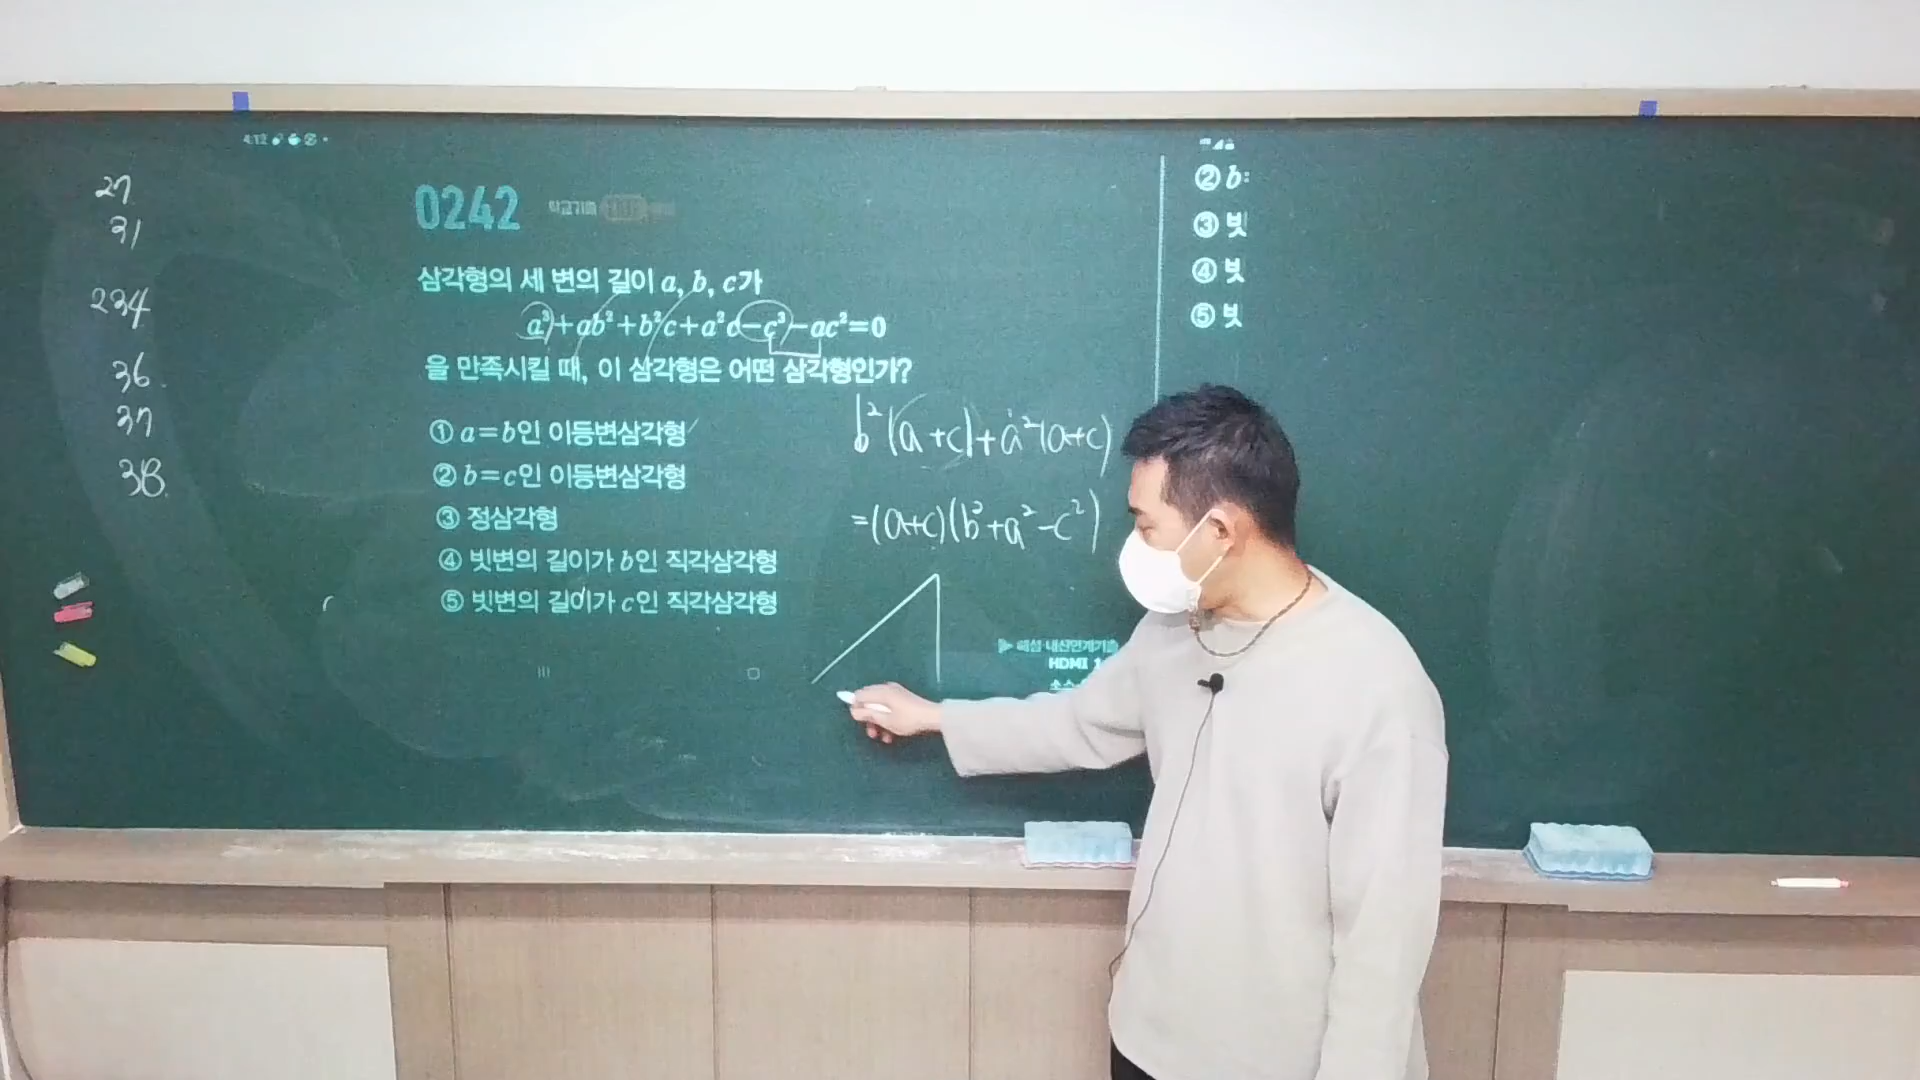 4:12
27
31
234
36
37
38
0242
삼각형의 세 변의 길이 a, b, c가
a³+ab²+b²c+a²c−c³−ac²=0
을 만족시킬 때, 이 삼각형은 어떤 삼각형인가?
① a=b인 이등변삼각형
② b=c인 이등변삼각형
③ 정삼각형
④ 빗변의 길이가 b인 직각삼각형
⑤ 빗변의 길이가 c인 직각삼각형
b²(a+c)+a²(a+c)
=(a+c)(b²+a²−c²)
HDMI 1
② b=
③ 빗
④ 빗
⑤ 빗